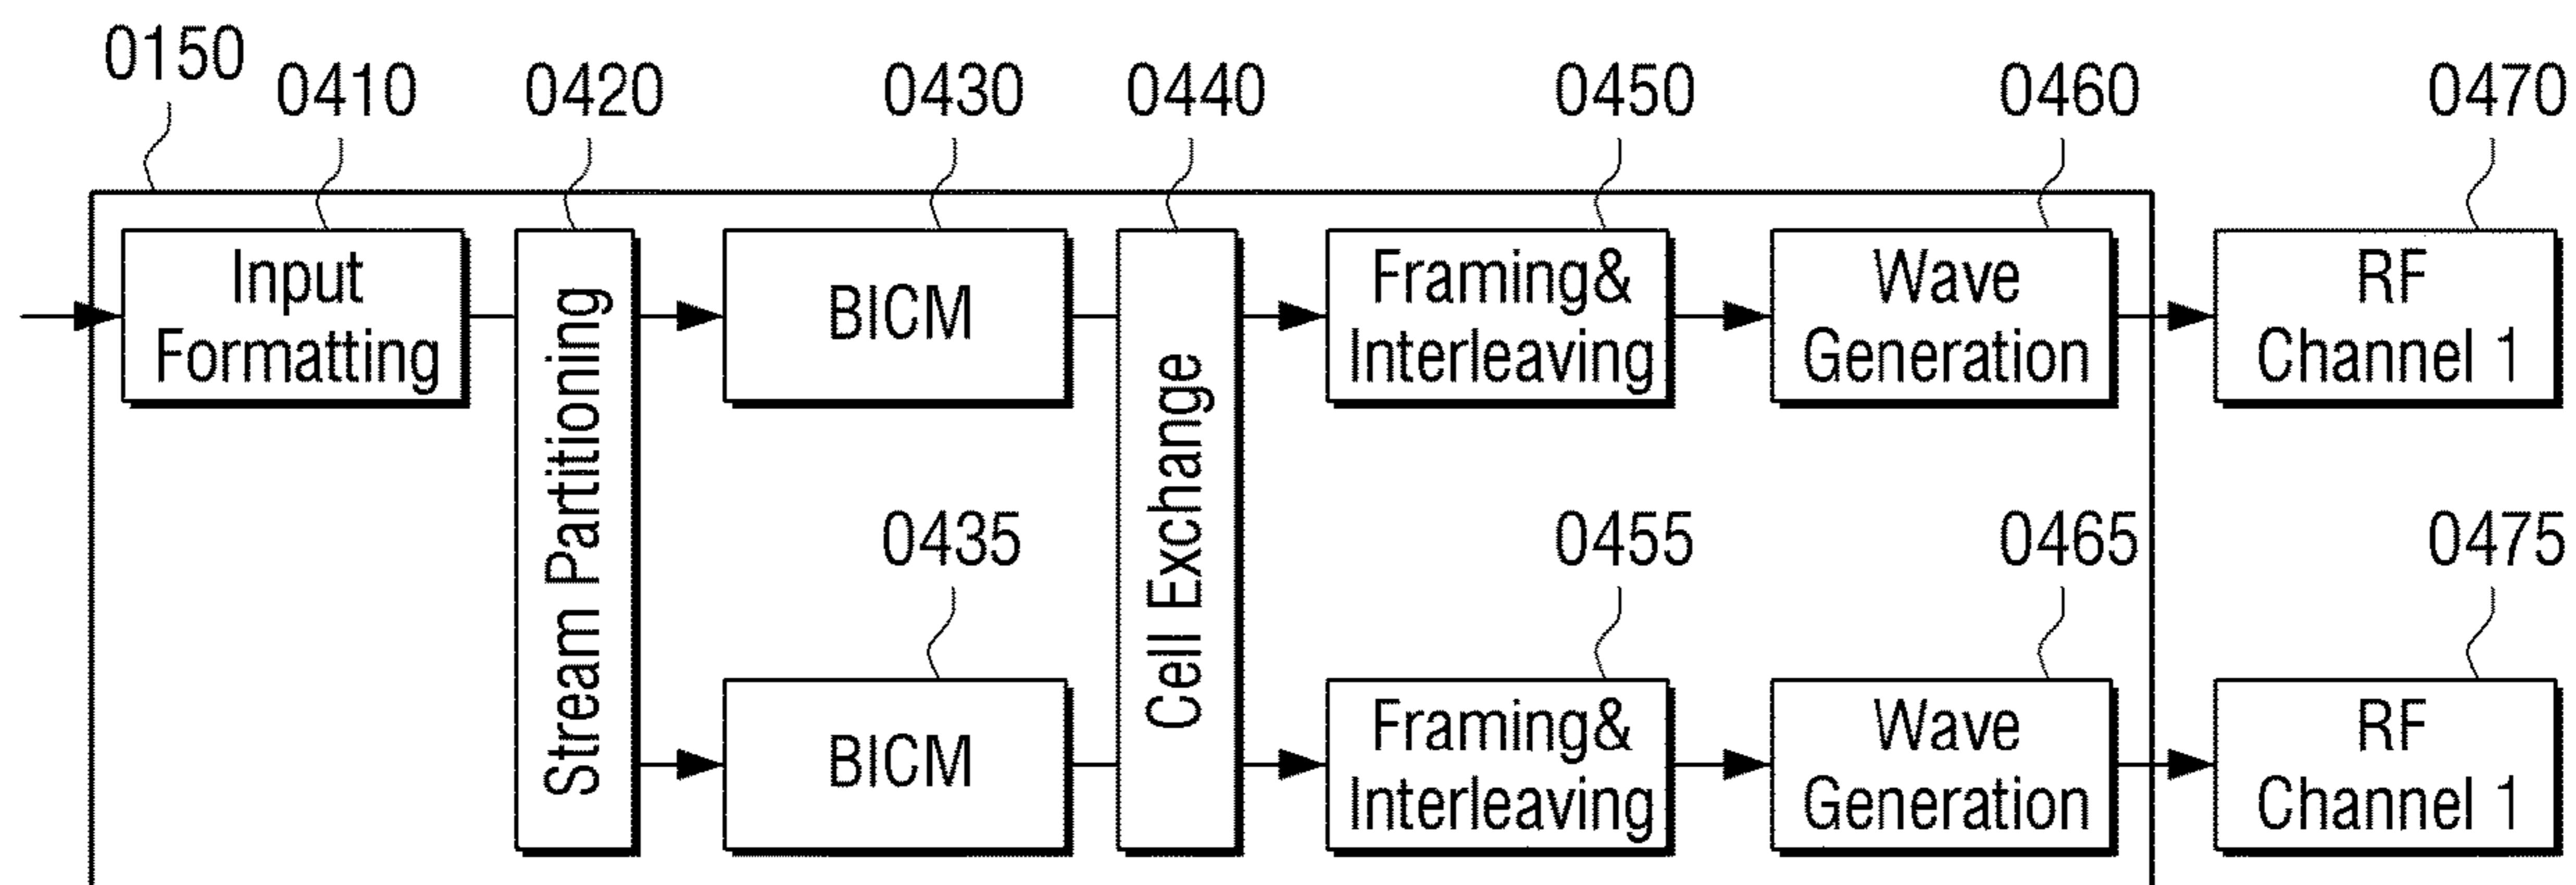 0150
0410
0420
0430
0440
0450
0460
0470
Input
Formatting
Stream Partitioning
BICM
Cell Exchange
Framing&
Interleaving
Wave
Generation
RF
Channel 1
0435
0455
0465
0475
BICM
Framing&
Interleaving
Wave
Generation
RF
Channel 1